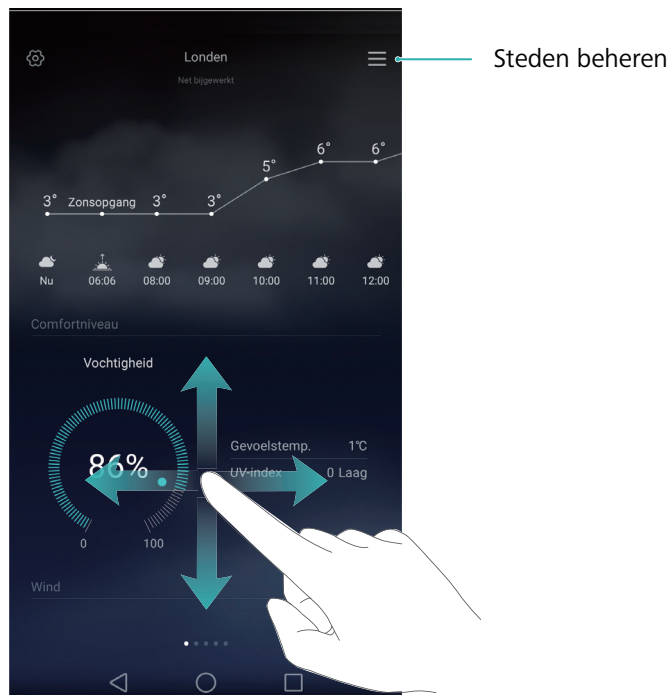 Londen
Steden beheren
Net bijgewerkt
3° Zonsopgang 3° 3° 5° 6° 6°
Nu 06:06 08:00 09:00 10:00 11:00 12:00
Comfortniveau
Vochtigheid
86%
0 100
Gevoelstemp. 1°C
UV-index 0 Laag
Wind